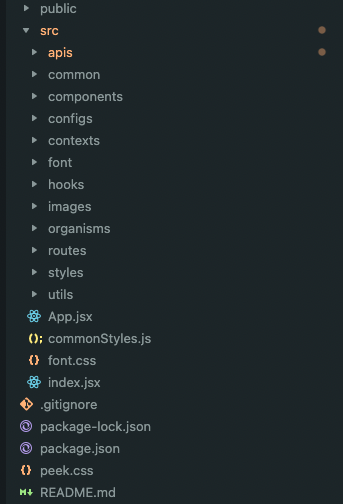 public
src
apis
common
components
configs
contexts
font
hooks
images
organisms
routes
styles
utils
App.jsx
commonStyles.js
font.css
index.jsx
.gitignore
package-lock.json
package.json
peek.css
README.md